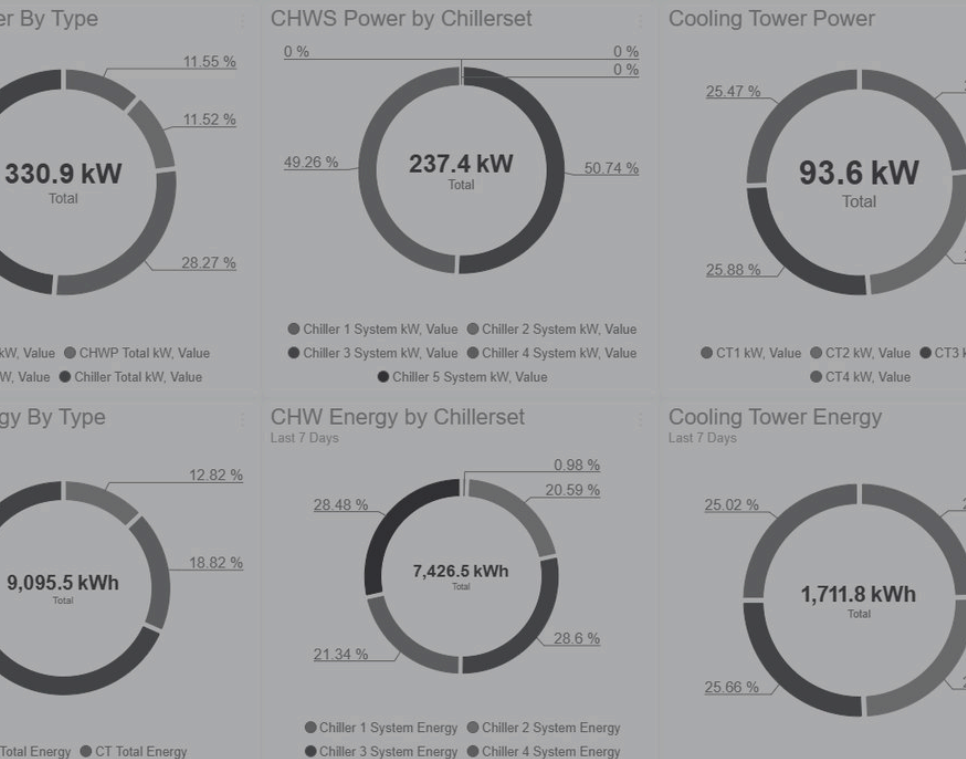 er By Type
11.55 %
11.52 %
330.9 kW
Total
28.27 %
kW, Value CHWP Total kW, Value
W, Value Chiller Total kW, Value
CHWS Power by Chillerset
0 %
0 %
0 %
49.26 %
50.74 %
237.4 kW
Total
Chiller 1 System kW, Value Chiller 2 System kW, Value
Chiller 3 System kW, Value Chiller 4 System kW, Value
Chiller 5 System kW, Value
Cooling Tower Power
25.47 %
93.6 kW
Total
25.88 %
CT1 kW, Value CT2 kW, Value CT3 k
CT4 kW, Value
gy By Type
12.82 %
18.82 %
9,095.5 kWh
Total
Total Energy CT Total Energy
CHW Energy by Chillerset
Last 7 Days
0.98 %
20.59 %
28.48 %
7,426.5 kWh
Total
28.6 %
21.34 %
Chiller 1 System Energy Chiller 2 System Energy
Chiller 3 System Energy Chiller 4 System Energy
Cooling Tower Energy
Last 7 Days
25.02 %
1,711.8 kWh
Total
25.66 %